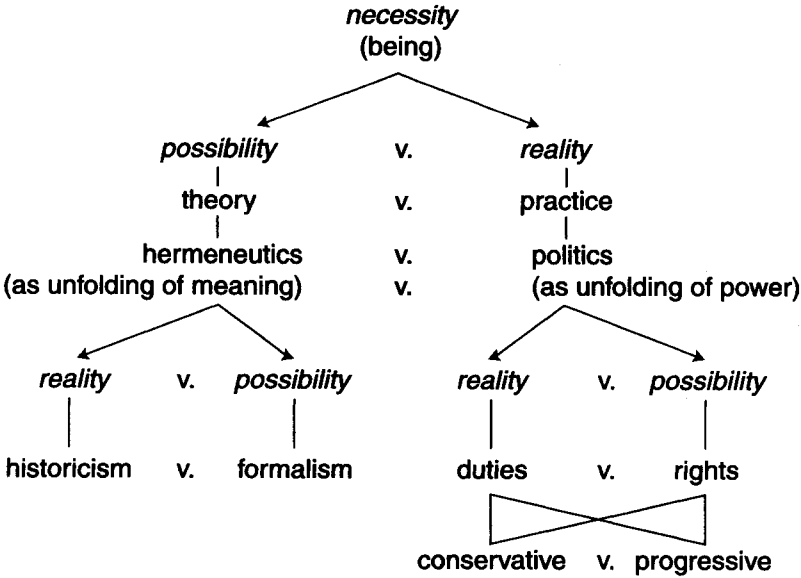 necessity
(being)
possibility v. reality
theory v. practice
hermeneutics v. politics
(as unfolding of meaning) v. (as unfolding of power)
reality v. possibility reality v. possibility
historicism v. formalism duties v. rights
conservative v. progressive